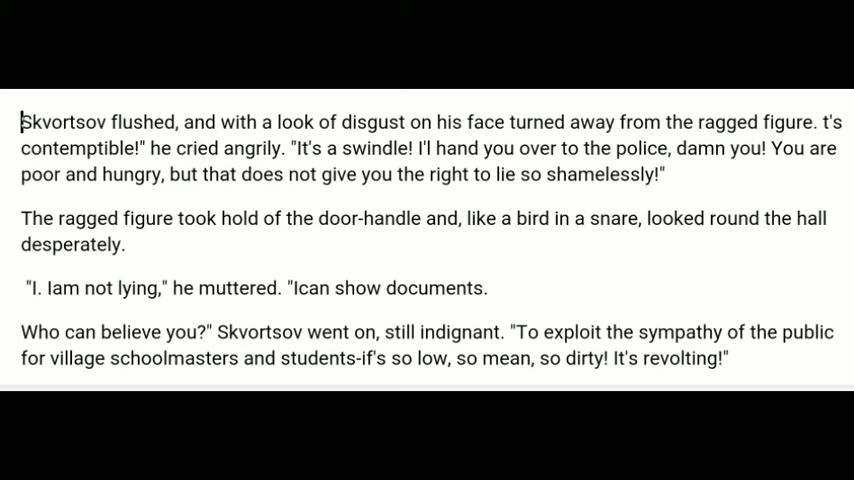 Skvortsov flushed, and with a look of disgust on his face turned away from the ragged figure. t's
contemptible!" he cried angrily. "It's a swindle! I'l hand you over to the police, damn you! You are
poor and hungry, but that does not give you the right to lie so shamelessly!"
The ragged figure took hold of the door-handle and, like a bird in a snare, looked round the hall
desperately.
"I. Iam not lying," he muttered. "Ican show documents.
Who can believe you?" Skvortsov went on, still indignant. "To exploit the sympathy of the public
for village schoolmasters and students-if's so low, so mean, so dirty! It's revolting!"